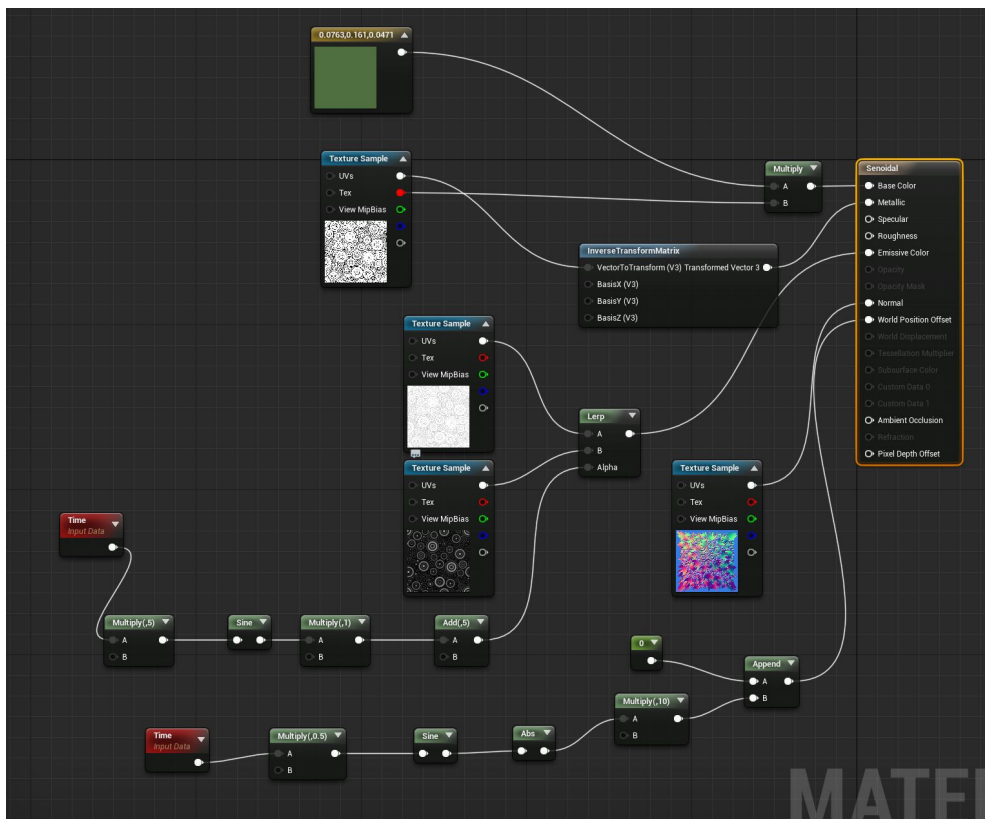 0.0763,0.161,0.0471
Texture Sample
UVs
Tex
View MipBias
Multiply
A
B
Senoidal
Base Color
Metallic
Specular
Roughness
Emissive Color
Opacity
Opacity Mask
Normal
World Position Offset
World Displacement
Tessellation Multiplier
Subsurface Color
Custom Data 0
Custom Data 1
Ambient Occlusion
Refraction
Pixel Depth Offset
InverseTransformMatrix
VectorToTransform (V3) Transformed Vector 3
BasisX (V3)
BasisY (V3)
BasisZ (V3)
Texture Sample
UVs
Tex
View MipBias
Lerp
A
B
Alpha
Texture Sample
UVs
Tex
View MipBias
Texture Sample
UVs
Tex
View MipBias
Time
Input Data
Multiply(,5)
A
B
Sine
Multiply(,1)
A
B
Add(,5)
A
B
0
Append
A
B
Time
Input Data
Multiply(,0.5)
A
B
Sine
Abs
Multiply(,10)
A
B